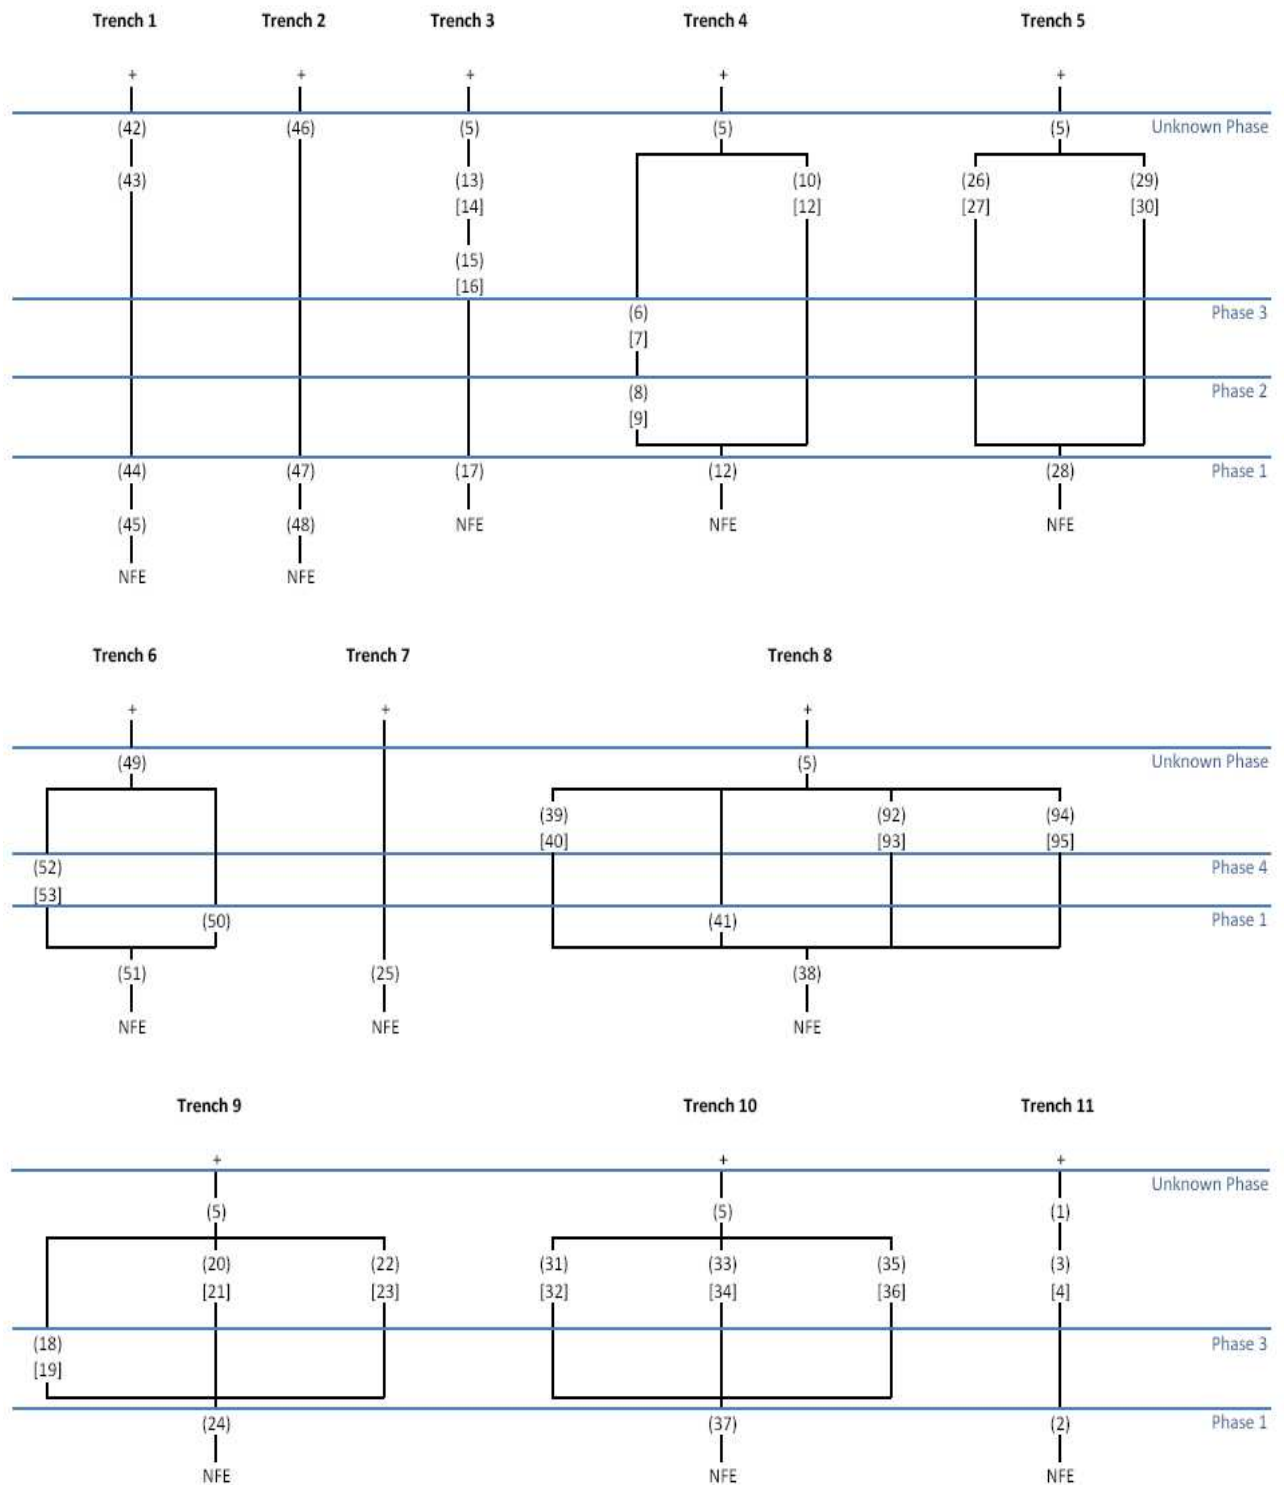 Trench 1 Trench 2 Trench 3 Trench 4 Trench 5
+ + + + +
(42) (46) (5) (5) (5) Unknown Phase
(43) (13) (10) (26) (29)
[14] [12] [27] [30]
(15)
[16]
(6) Phase 3
[7]
(8) Phase 2
[9]
(44) (47) (17) (12) (28) Phase 1
(45) (48) NFE NFE NFE
NFE NFE
Trench 6 Trench 7 Trench 8
+ + +
(49) (5) Unknown Phase
(39) (92) (94)
[40] [93] [95]
(52) Phase 4
[53]
(50) (41) Phase 1
(51) (25) (38)
NFE NFE NFE
Trench 9 Trench 10 Trench 11
+ + +
Unknown Phase
(5) (5) (1)
(20) (22) (31) (33) (35) (3)
[21] [23] [32] [34] [36] [4]
(18) Phase 3
[19]
(24) (37) (2) Phase 1
NFE NFE NFE